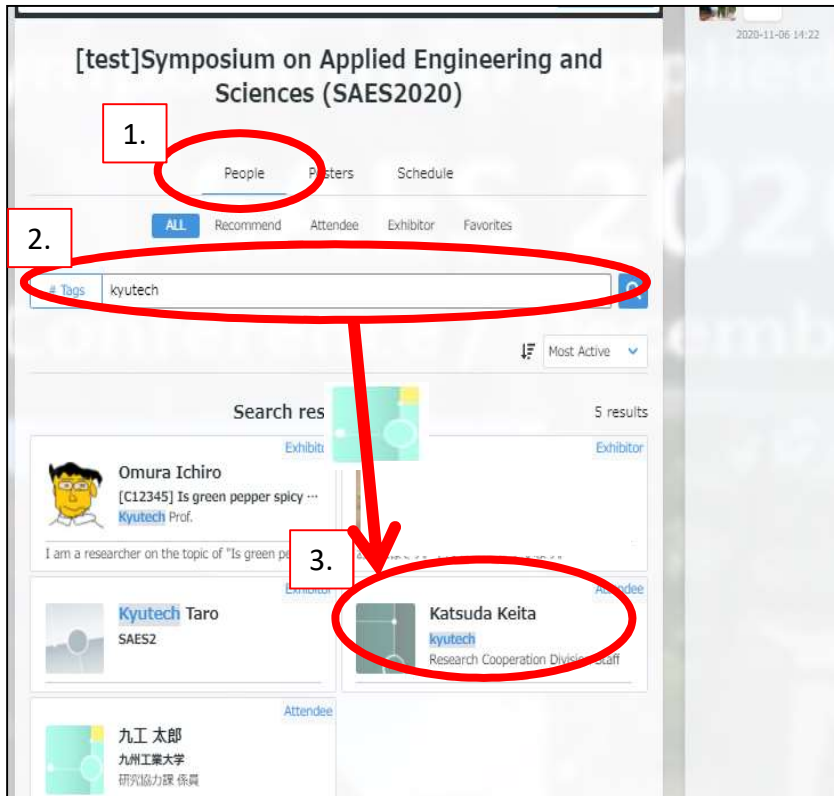 2020-11-06 14:22
[test]Symposium on Applied Engineering and
Sciences (SAES2020)
1.
People Posters Schedule
ALL Recommend Attendee Exhibitor Favorites
2.
# Tags kyutech
Most Active
Search res
5 results
Exhibitor
Omura Ichiro
[C12345] Is green pepper spicy ···
Kyutech Prof.
I am a researcher on the topic of "Is green
Exhibitor
3.
Exhibitor
Kyutech Taro
SAES2
Attendee
Katsuda Keita
kyutech
Research Cooperation Division Staff
Attendee
九工 太郎
九州工業大学
研究協力課 係員